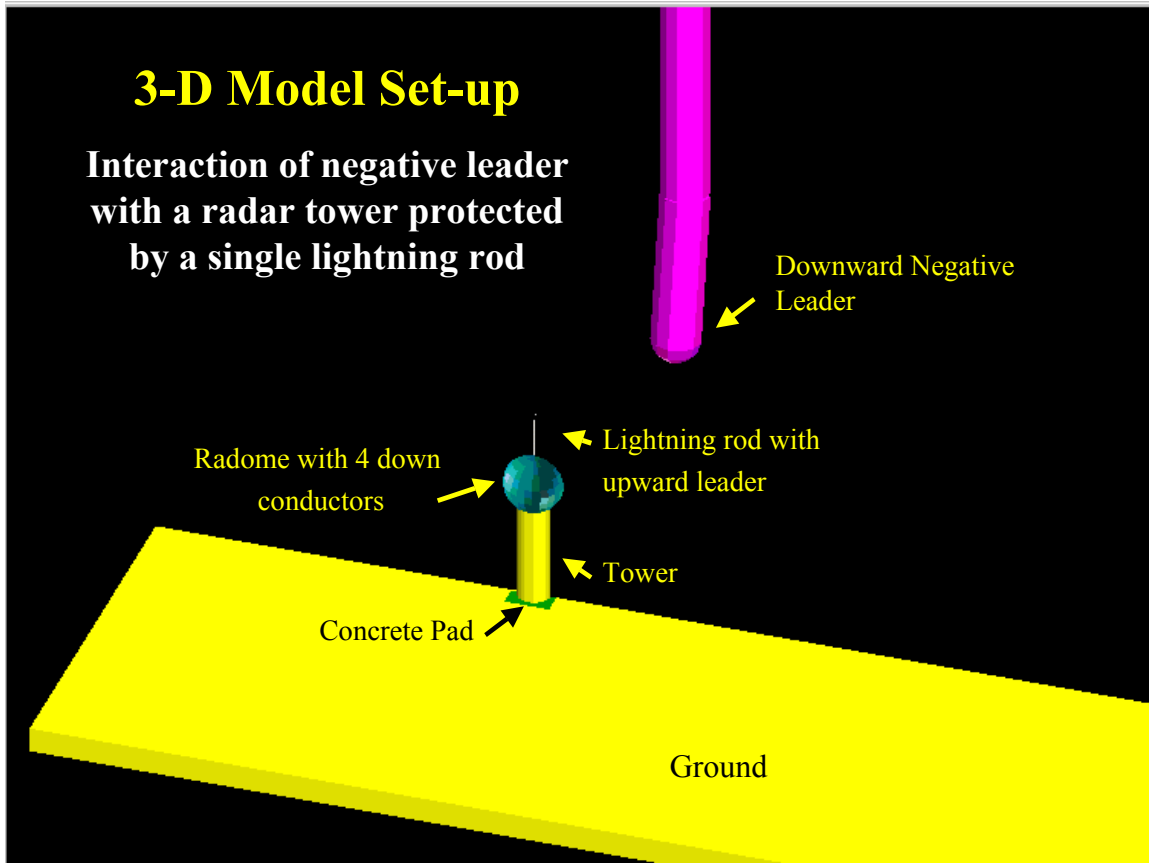 3-D Model Set-up
Interaction of negative leader
with a radar tower protected
by a single lightning rod
Downward Negative
Leader
Lightning rod with
upward leader
Radome with 4 down
conductors
Tower
Concrete Pad
Ground